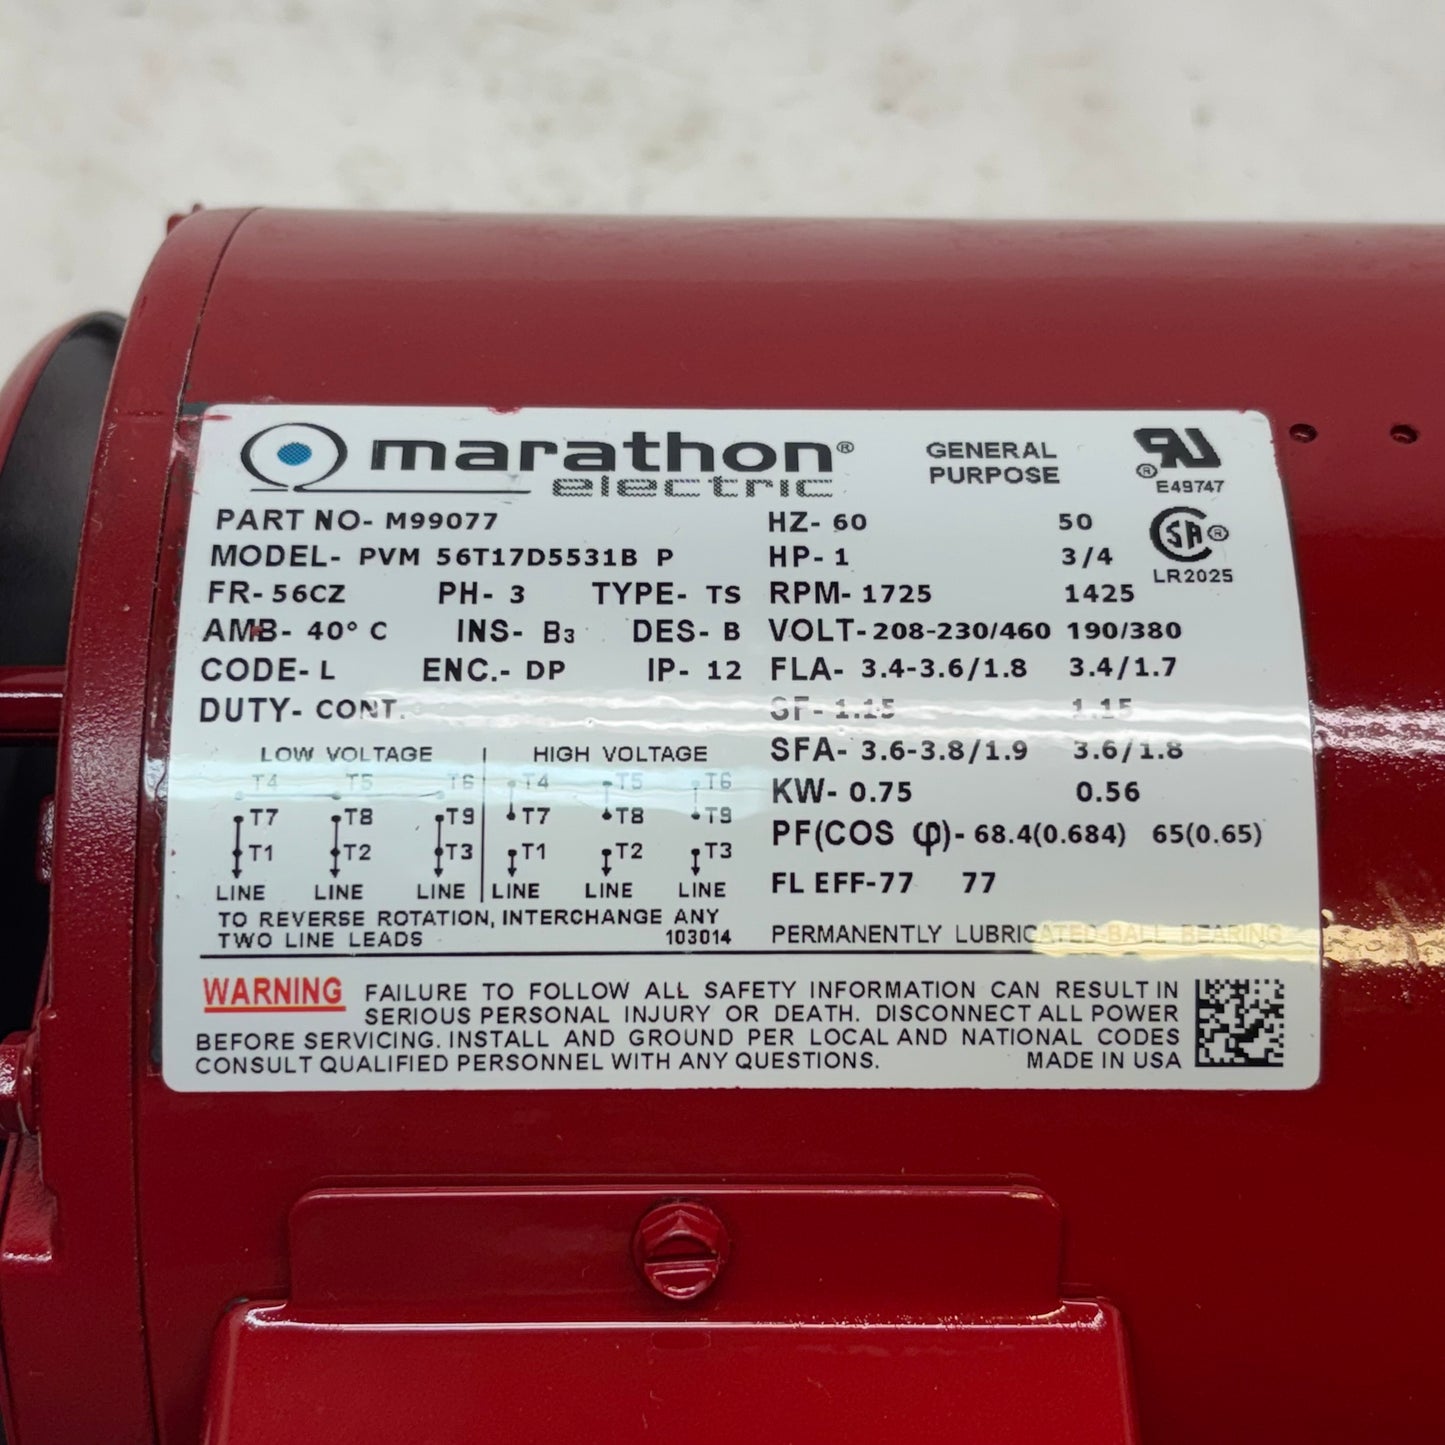 marathon®
electric
GENERAL
PURPOSE
® E49747
PART NO- M99077
HZ- 60 50
SA ®
MODEL- PVM 56T17D5531B P
HP- 1 3/4
LR2025
FR- 56CZ PH- 3 TYPE- TS
RPM- 1725 1425
AMB- 40° C INS- B3 DES- B
VOLT- 208-230/460 190/380
CODE- L ENC.- DP IP- 12
FLA- 3.4-3.6/1.8 3.4/1.7
DUTY- CONT.
SF- 1.15 1.15
SFA- 3.6-3.8/1.9 3.6/1.8
KW- 0.75 0.56
PF(COS φ)- 68.4(0.684) 65(0.65)
FL EFF-77 77
PERMANENTLY LUBRICATED BALL BEARING
LOW VOLTAGE HIGH VOLTAGE
T4 T5 T6 T4 T5 T6
T7 T8 T9 T7 T8 T9
T1 T2 T3 T1 T2 T3
LINE LINE LINE LINE LINE LINE
TO REVERSE ROTATION, INTERCHANGE ANY
TWO LINE LEADS 103014
WARNING FAILURE TO FOLLOW ALL SAFETY INFORMATION CAN RESULT IN
SERIOUS PERSONAL INJURY OR DEATH. DISCONNECT ALL POWER
BEFORE SERVICING. INSTALL AND GROUND PER LOCAL AND NATIONAL CODES
CONSULT QUALIFIED PERSONNEL WITH ANY QUESTIONS. MADE IN USA